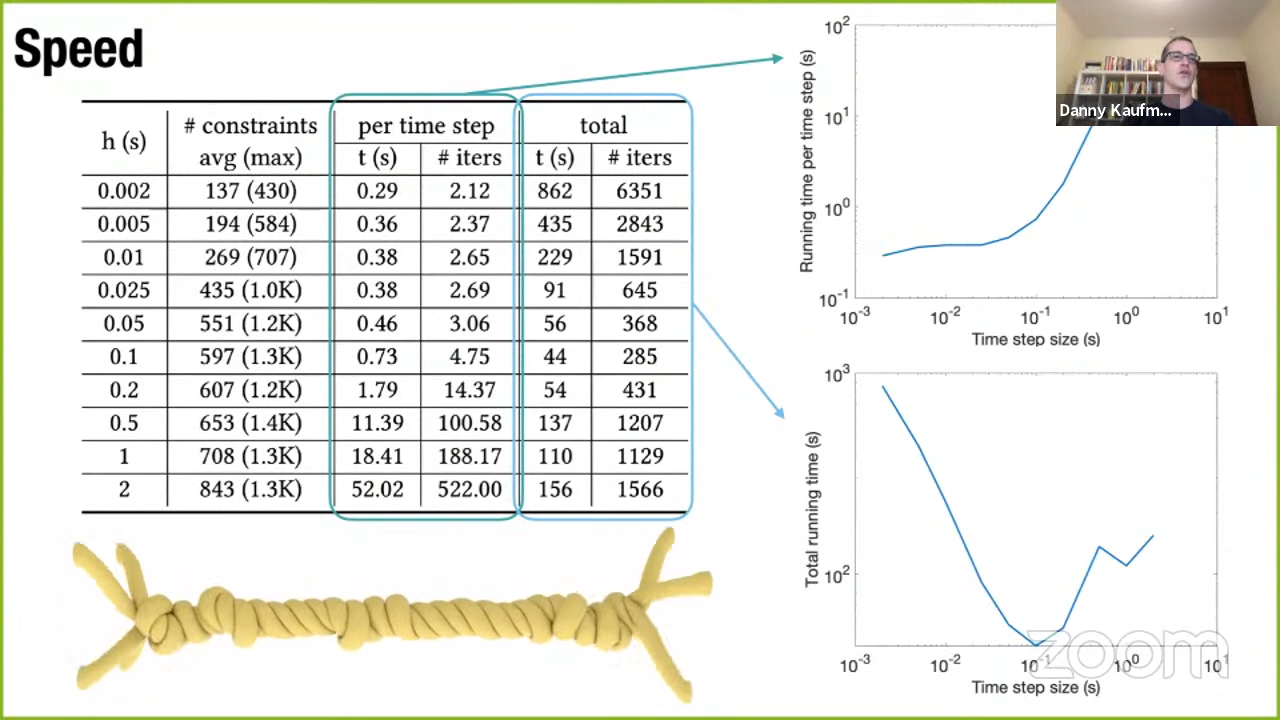 Speed
h (s) # constraints avg (max) per time step total
t (s) # iters t (s) # iters
0.002 137 (430) 0.29 2.12 862 6351
0.005 194 (584) 0.36 2.37 435 2843
0.01 269 (707) 0.38 2.65 229 1591
0.025 435 (1.0K) 0.38 2.69 91 645
0.05 551 (1.2K) 0.46 3.06 56 368
0.1 597 (1.3K) 0.73 4.75 44 285
0.2 607 (1.2K) 1.79 14.37 54 431
0.5 653 (1.4K) 11.39 100.58 137 1207
1 708 (1.3K) 18.41 188.17 110 1129
2 843 (1.3K) 52.02 522.00 156 1566
Running time per time step (s)
10²
10¹
10⁰
10⁻¹
10⁻³ 10⁻² 10⁻¹ 10⁰ 10¹
Time step size (s)
Danny Kaufm...
Total running time (s)
10³
10²
10⁻³ 10⁻² 10⁻¹ 10⁰ 10¹
Time step size (s)
zoom